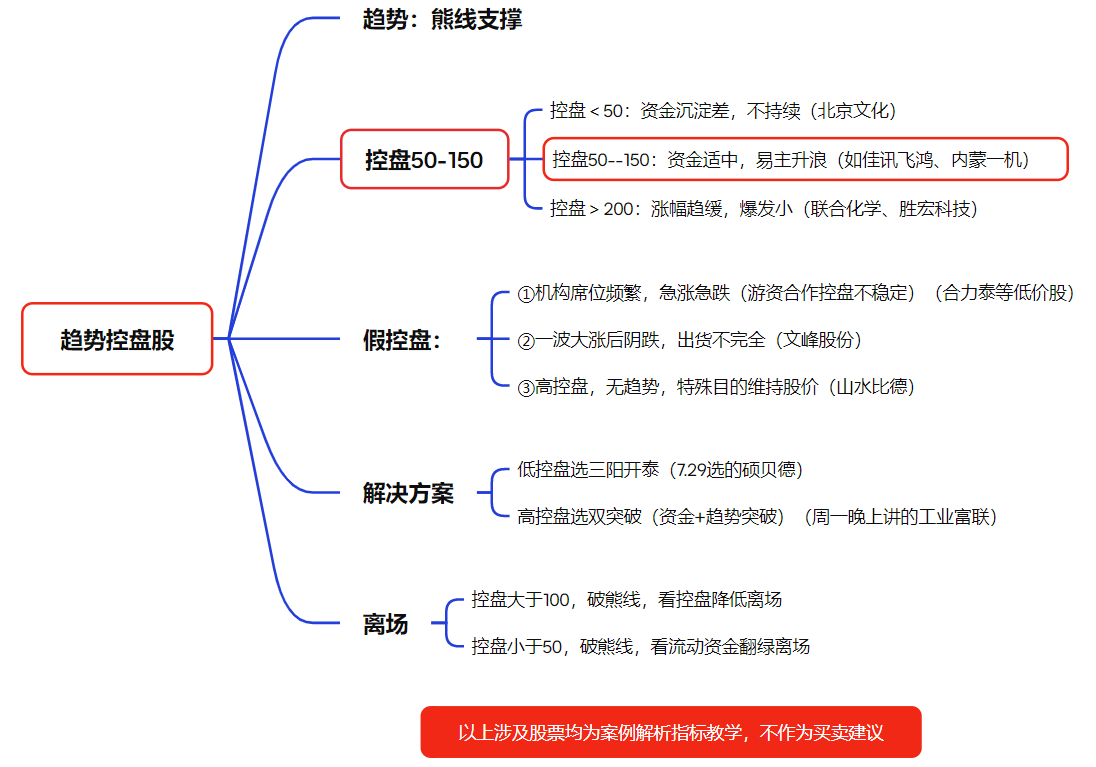 趋势：熊线支撑
控盘50-150
控盘＜50：资金沉淀差，不持续（北京文化）
控盘50--150：资金适中，易主升浪（如佳讯飞鸿、内蒙一机）
控盘＞200：涨幅趋缓，爆发小（联合化学、胜宏科技）
趋势控盘股
假控盘：
①机构席位频繁，急涨急跌（游资合作控盘不稳定）（合力泰等低价股）
②一波大涨后阴跌，出货不完全（文峰股份）
③高控盘，无趋势，特殊目的维持股价（山水比德）
解决方案
低控盘选三阳开泰（7.29选的硕贝德）
高控盘选双突破（资金+趋势突破）（周一晚上讲的工业富联）
离场
控盘大于100，破熊线，看控盘降低离场
控盘小于50，破熊线，看流动资金翻绿离场
以上涉及股票均为案例解析指标教学，不作为买卖建议